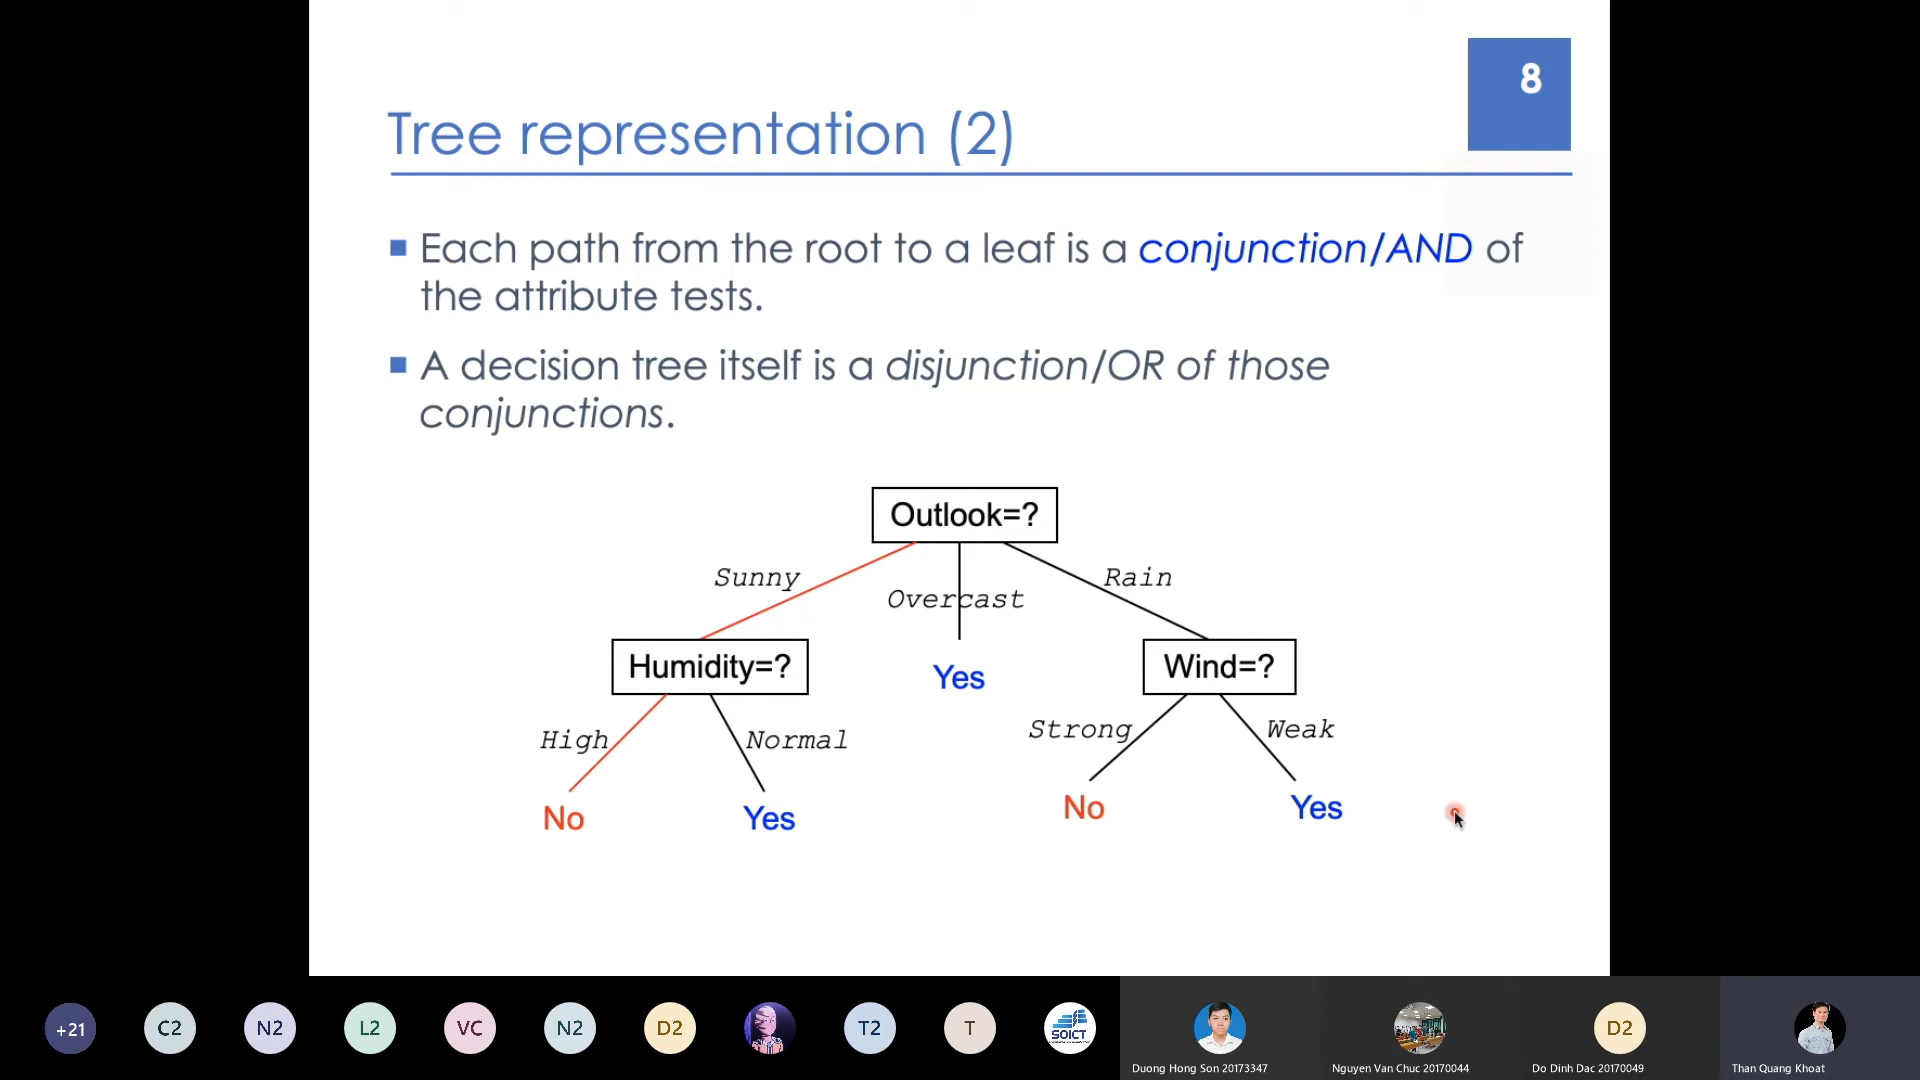 8
Tree representation (2)
Each path from the root to a leaf is a conjunction/AND of
the attribute tests.
A decision tree itself is a disjunction/OR of those
conjunctions.
Outlook=?
Sunny
Overcast
Rain
Humidity=?
Yes
Wind=?
High
Normal
Strong
Weak
No
Yes
No
Yes
+21
C2
N2
L2
VC
N2
D2
T2
T
SOICT
D2
Duong Hong Son 20173347
Nguyen Van Chuc 20170044
Do Dinh Dac 20170049
Than Quang Khoat